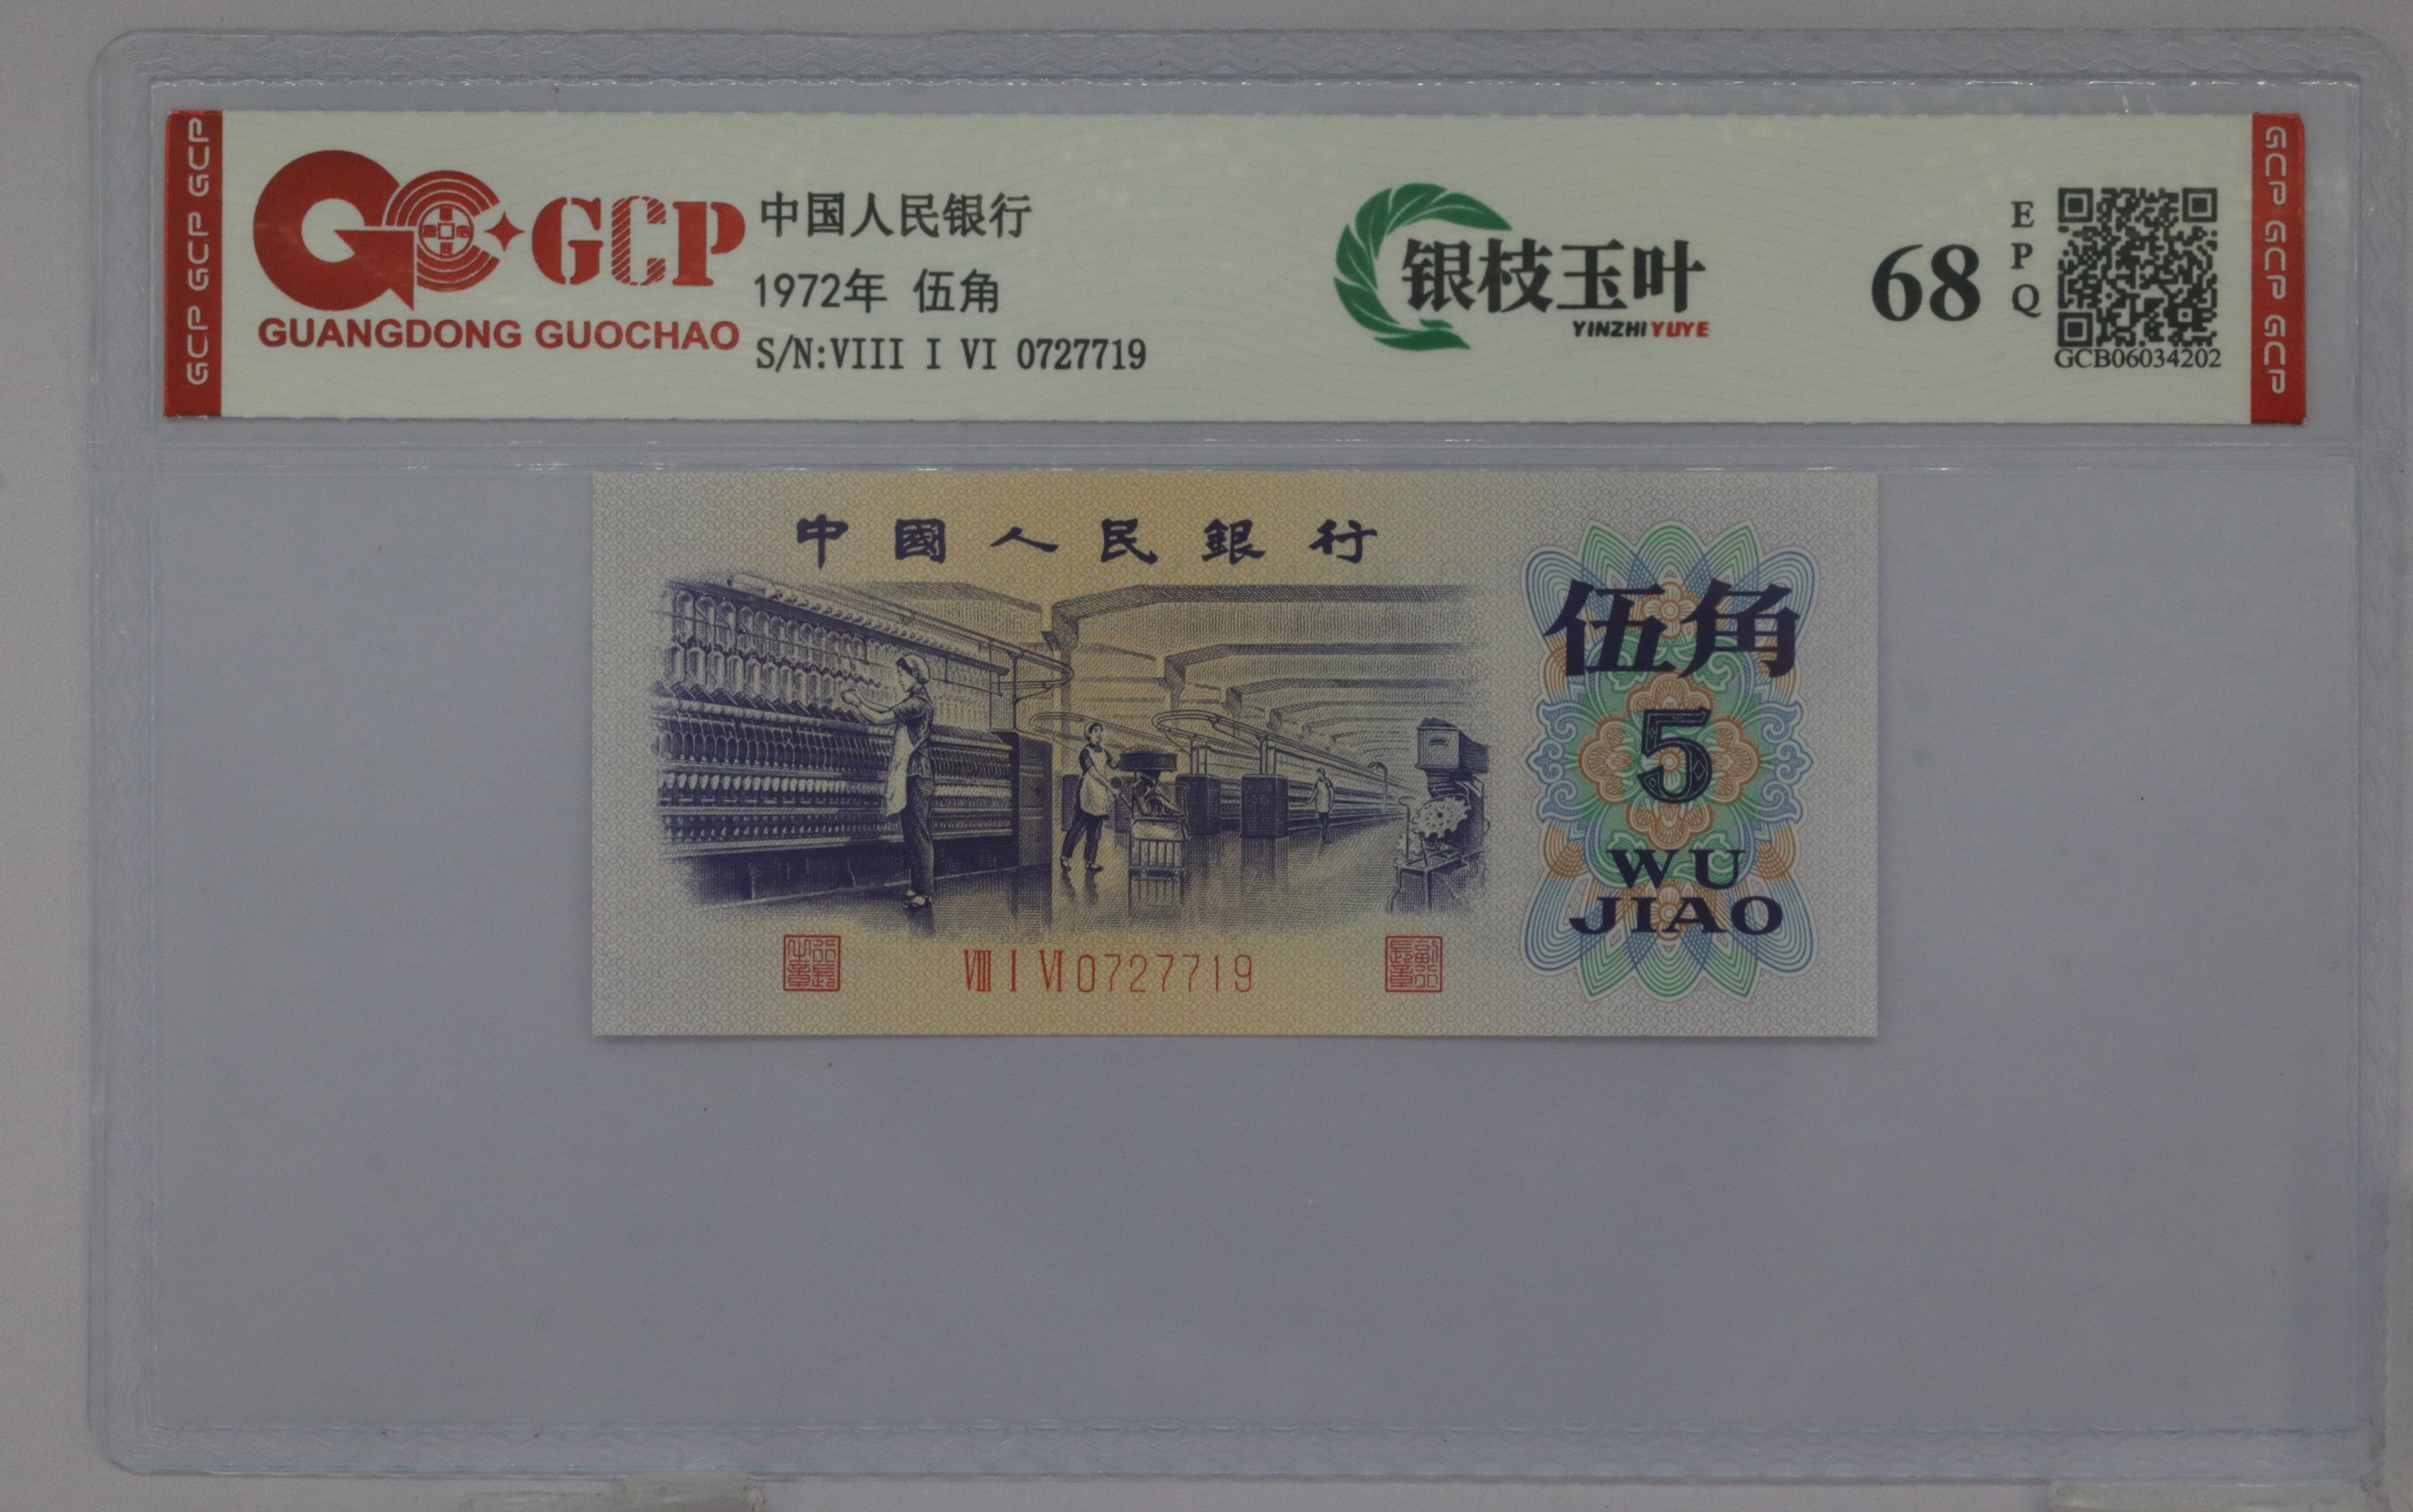 GCP GCP GCP
GCP
GUANGDONG GUOCHAO
中国人民银行
1972年 伍角
S/N:VIII I VI 0727719
银枝玉叶
YINZHI YUYE
68
EPQ
GCB06034202
GCP GCP GCP
中國人民銀行
伍角
5
WU
JIAO
VIII I VI 0727719